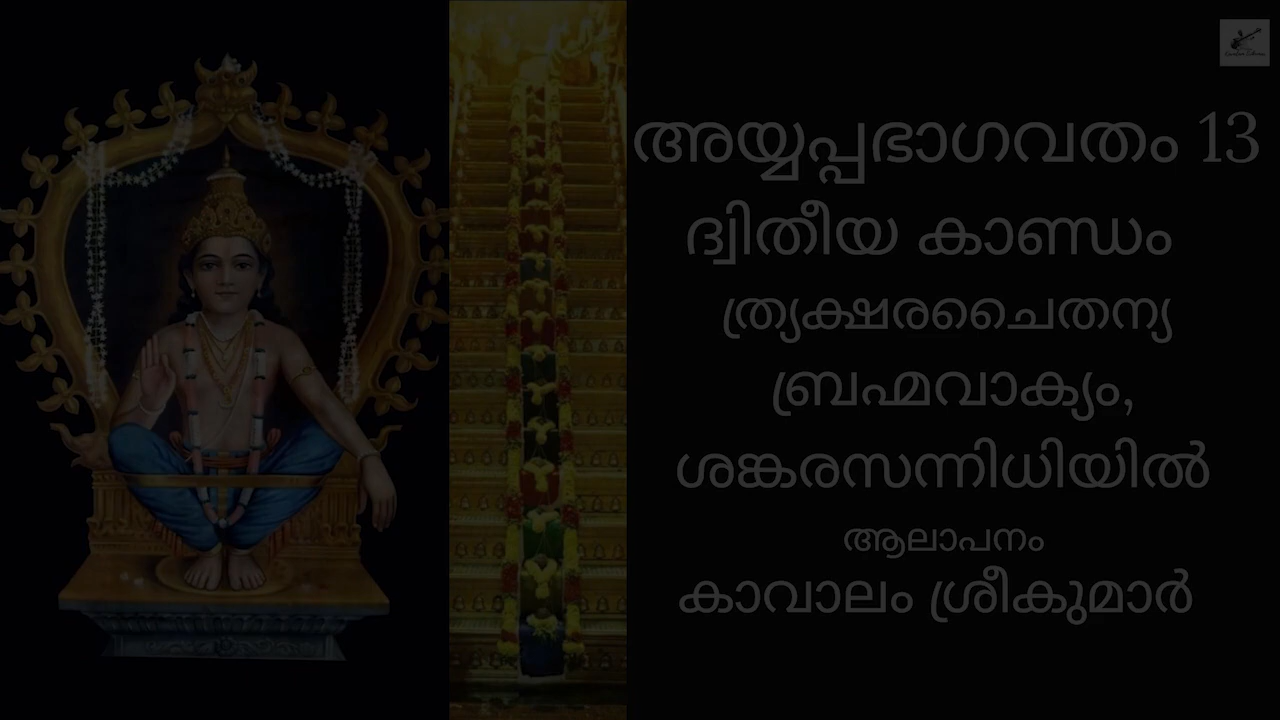 അയ്യപ്പഭാഗവതം 13
ദ്വിതീയ കാണ്ഡം
ത്ര്യക്ഷരചൈതന്യ
ബ്രഹ്മവാക്യം,
ശങ്കരസന്നിധിയിൽ
ആലാപനം
കാവാലം ശ്രീകുമാർ